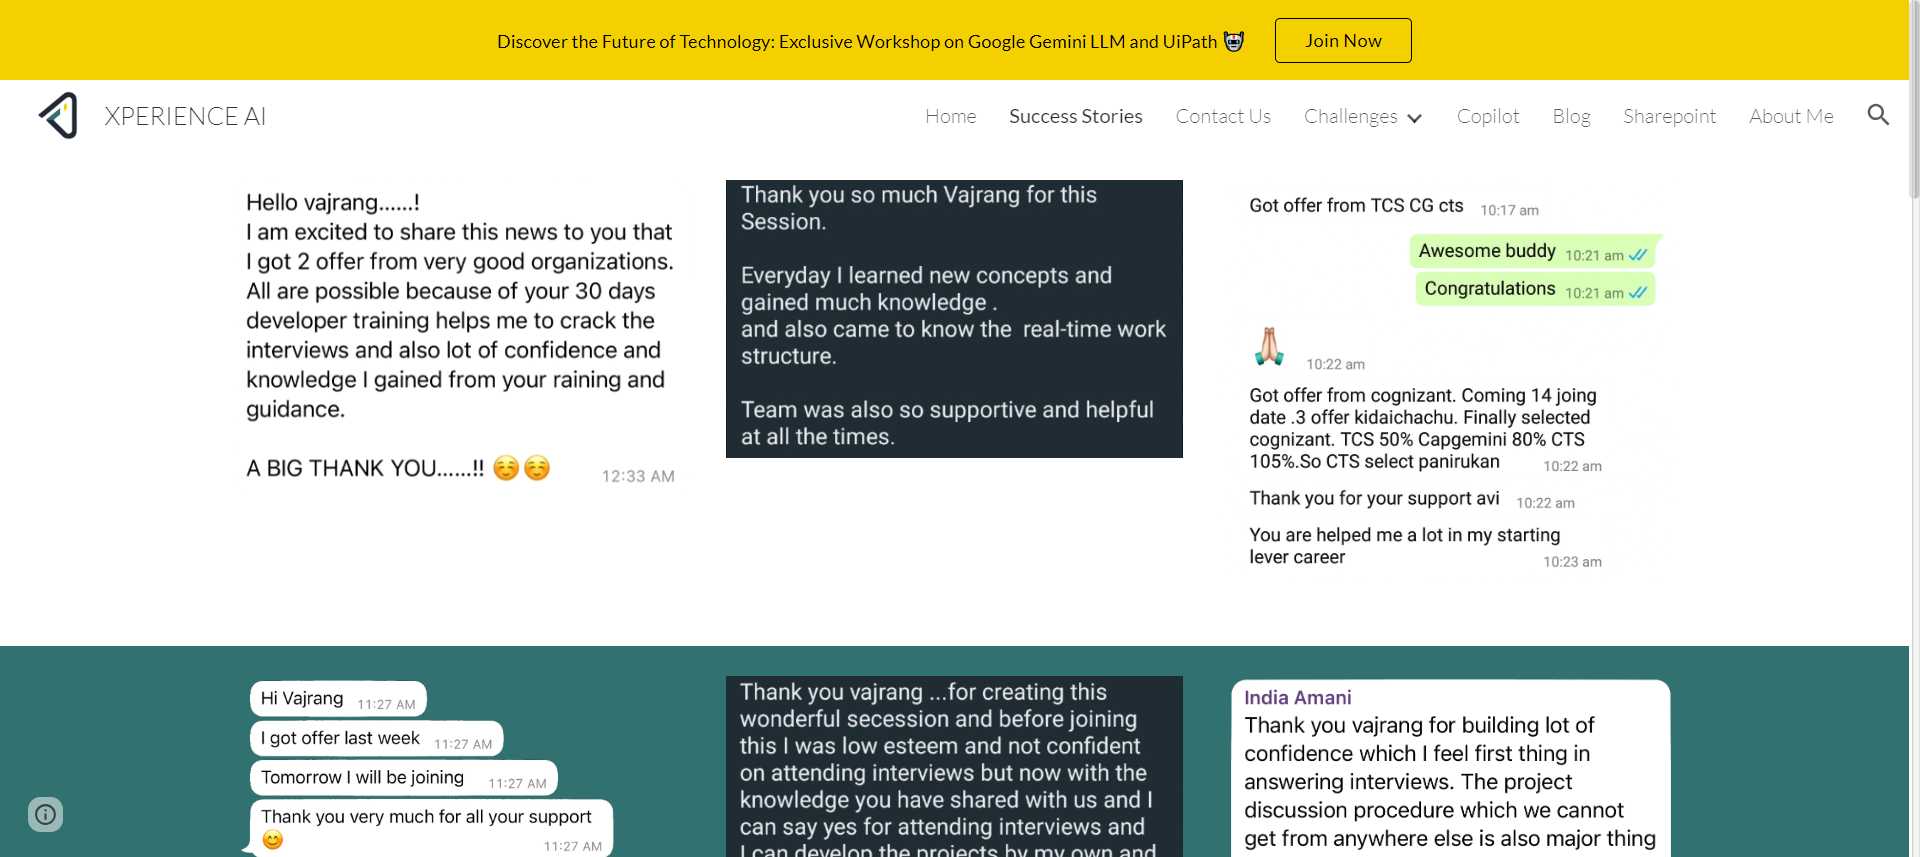 Discover the Future of Technology: Exclusive Workshop on Google Gemini LLM and UiPath
Join Now
XPERIENCE AI
Home
Success Stories
Contact Us
Challenges
Copilot
Blog
Sharepoint
About Me
Hello vajrang......!
I am excited to share this news to you that
I got 2 offer from very good organizations.
All are possible because of your 30 days
developer training helps me to crack the
interviews and also lot of confidence and
knowledge I gained from your raining and
guidance.
A BIG THANK YOU......!! ☺️☺️ 12:33 AM
Thank you so much Vajrang for this
Session.
Everyday I learned new concepts and
gained much knowledge .
and also came to know the real-time work
structure.
Team was also so supportive and helpful
at all the times.
Got offer from TCS CG cts 10:17 am
Awesome buddy 10:21 am
Congratulations 10:21 am
🙏 10:22 am
Got offer from cognizant. Coming 14 joing
date .3 offer kidaichachu. Finally selected
cognizant. TCS 50% Capgemini 80% CTS
105%.So CTS select panirukan 10:22 am
Thank you for your support avi 10:22 am
You are helped me a lot in my starting
lever career 10:23 am
Hi Vajrang 11:27 AM
I got offer last week 11:27 AM
Tomorrow I will be joining 11:27 AM
Thank you very much for all your support
😊 11:27 AM
Thank you vajrang ...for creating this
wonderful secession and before joining
this I was low esteem and not confident
on attending interviews but now with the
knowledge you have shared with us and I
can say yes for attending interviews and
I can develop the projects by my own and
India Amani
Thank you vajrang for building lot of
confidence which I feel first thing in
answering interviews. The project
discussion procedure which we cannot
get from anywhere else is also major thing